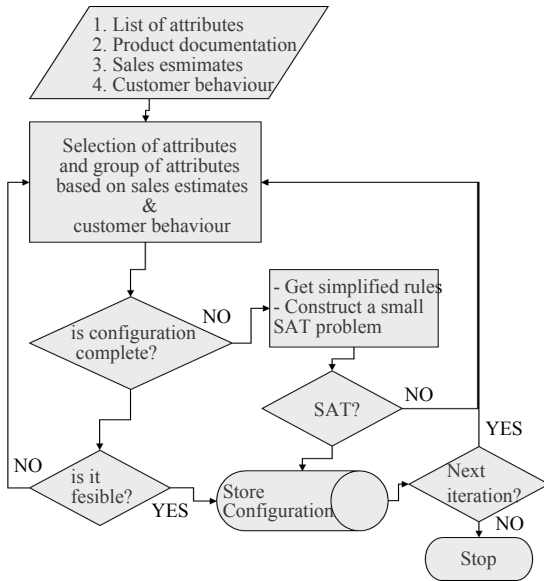 1. List of attributes
2. Product documentation
3. Sales esmimates
4. Customer behaviour
Selection of attributes
and group of attributes
based on sales estimates
&
customer behaviour
is configuration
complete?
NO
- Get simplified rules
- Construct a small
SAT problem
SAT?
NO
is it
fesible?
NO
YES
Store
Configuration
Next
iteration?
YES
NO
Stop